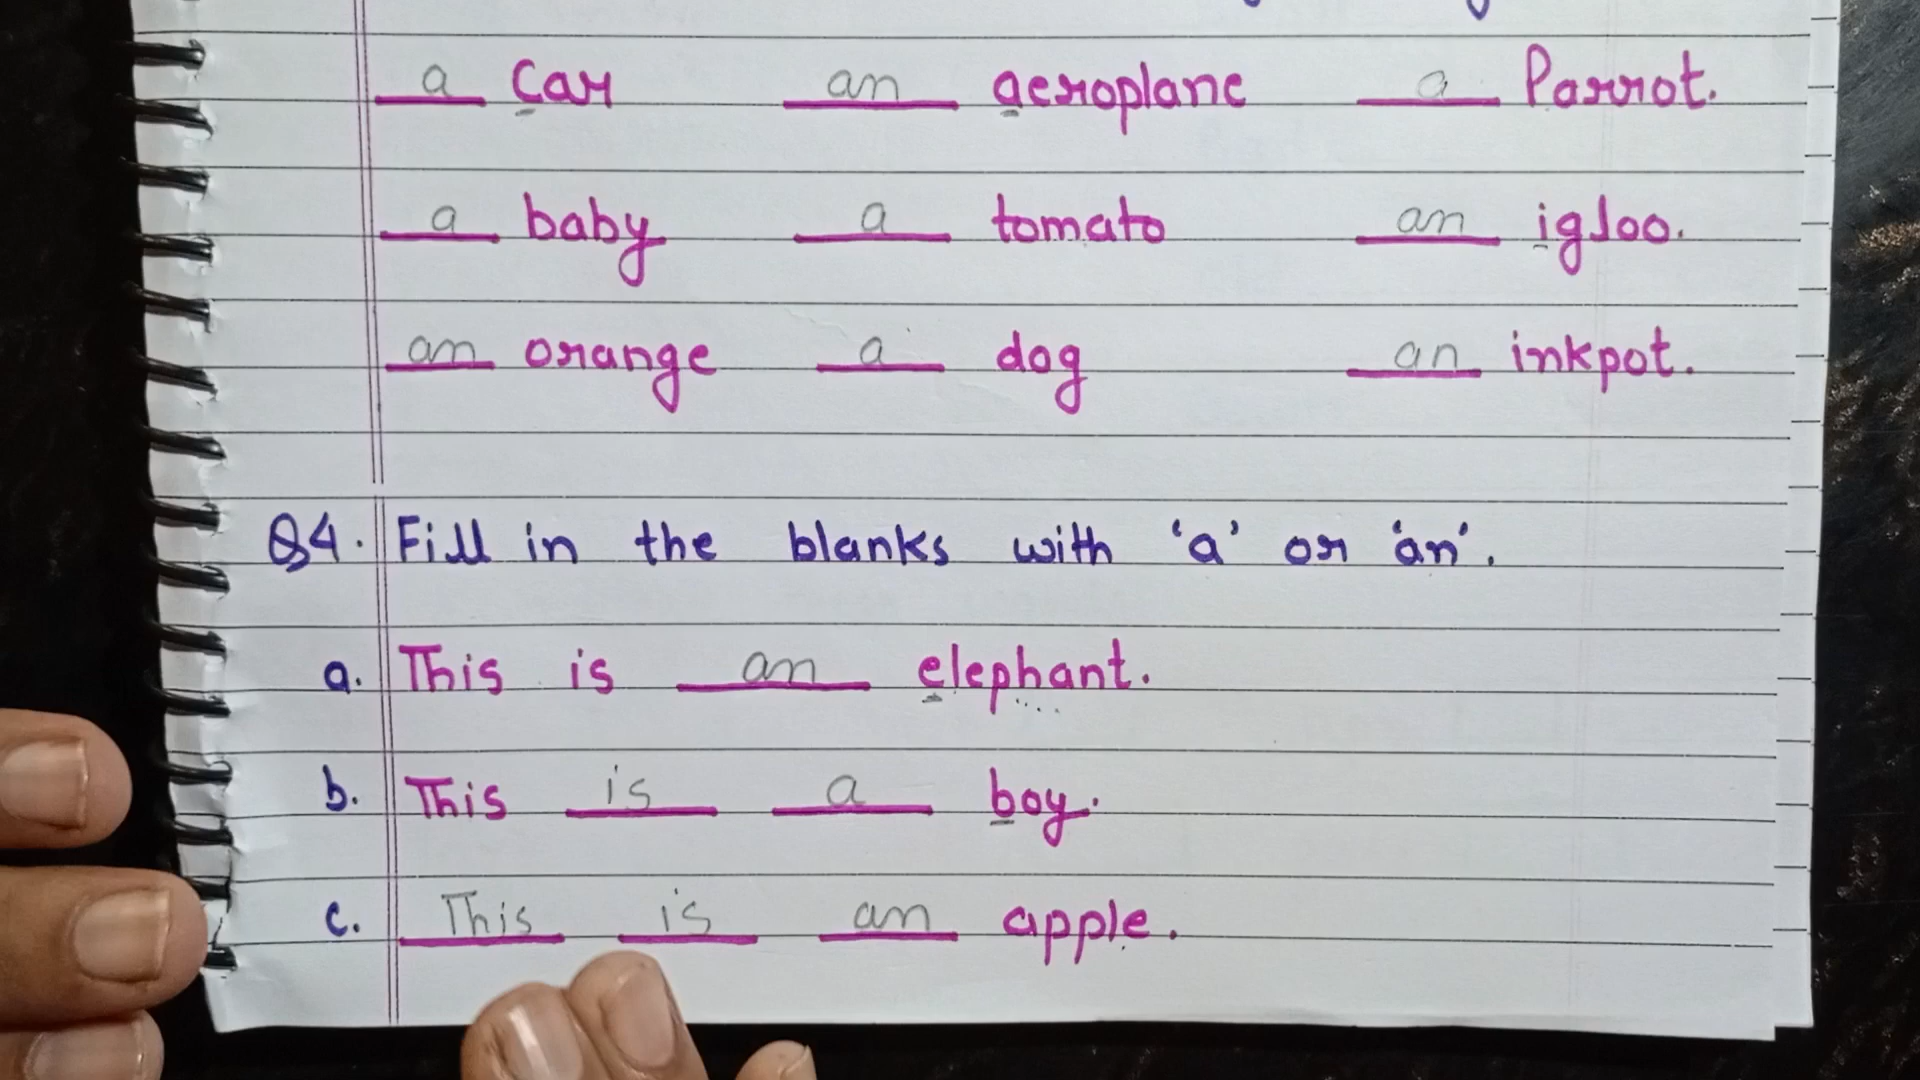 a car an aeroplane a Parrot.
a baby a tomato an igloo.
an orange a dog an inkpot.
Q4. Fill in the blanks with 'a' or 'an'.
a. This is an elephant.
b. This is a boy.
c. This is an apple.